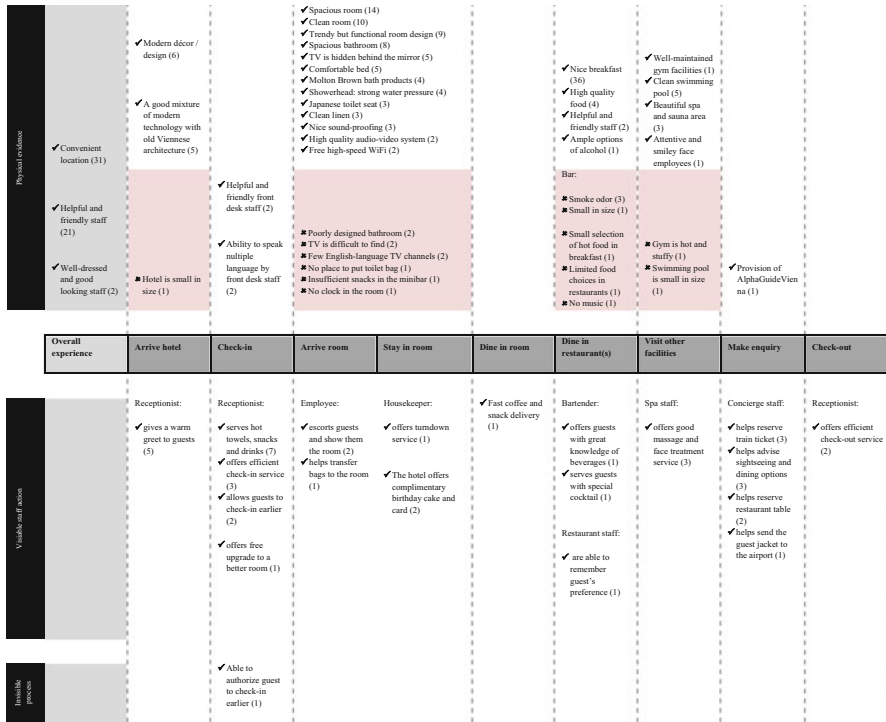 Physical evidence
✔Convenient
location (31)
✔Helpful and
friendly staff
(21)
✔Well-dressed
and good
looking staff (2)
✔Modern décor /
design (6)
✔A good mixture
of modern
technology with
old Viennese
architecture (5)
✖Hotel is small in
size (1)
✔Helpful and
friendly front
desk staff (2)
✔Ability to speak
multiple
language by
front desk staff
(2)
✔Spacious room (14)
✔Clean room (10)
✔Trendy but functional room design (9)
✔Spacious bathroom (8)
✔TV is hidden behind the mirror (5)
✔Comfortable bed (5)
✔Molton Brown bath products (4)
✔Showerhead: strong water pressure (4)
✔Japanese toilet seat (3)
✔Clean linen (3)
✔Nice sound-proofing (3)
✔High quality audio-video system (2)
✔Free high-speed WiFi (2)
✖Poorly designed bathroom (2)
✖TV is difficult to find (2)
✖Few English-language TV channels (2)
✖No place to put toilet bag (1)
✖Insufficient snacks in the minibar (1)
✖No clock in the room (1)
✔Nice breakfast
(36)
✔High quality
food (4)
✔Helpful and
friendly staff (2)
✔Ample options
of alcohol (1)
Bar:
✖Smoke odor (3)
✖Small in size (1)
✖Small selection
of hot food in
breakfast (1)
✖Limited food
choices in
restaurants (1)
✖No music (1)
✔Well-maintained
gym facilities (1)
✔Clean swimming
pool (5)
✔Beautiful spa
and sauna area
(3)
✔Attentive and
smiley face
employees (1)
✖Gym is hot and
stuffy (1)
✖Swimming pool
is small in size
(1)
✔Provision of
AlphaGuideVien
na (1)
Overall
experience
Arrive hotel
Check-in
Arrive room
Stay in room
Dine in room
Dine in
restaurant(s)
Visit other
facilities
Make enquiry
Check-out
Visiable staff action
Receptionist:
✔gives a warm
greet to guests
(5)
Receptionist:
✔serves hot
towels, snacks
and drinks (7)
✔offers efficient
check-in service
(3)
✔allows guests to
check-in earlier
(2)
✔offers free
upgrade to a
better room (1)
Employee:
✔escorts guests
and show them
the room (2)
✔helps transfer
bags to the room
(1)
Housekeeper:
✔offers turndown
service (1)
✔The hotel offers
complimentary
birthday cake and
card (2)
✔Fast coffee and
snack delivery
(1)
Bartender:
✔offers guests
with great
knowledge of
beverages (1)
✔serves guests
with special
cocktail (1)
Restaurant staff:
✔ are able to
remember
guest's
preference (1)
Spa staff:
✔offers good
massage and
face treatment
service (3)
Concierge staff:
✔helps reserve
train ticket (3)
✔helps advise
sightseeing and
dining options
(3)
✔helps reserve
restaurant table
(2)
✔helps send the
guest jacket to
the airport (1)
Receptionist:
✔offers efficient
check-out service
(2)
Invisible
process
✔Able to
authorize guest
to check-in
earlier (1)